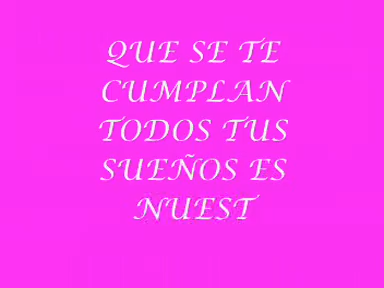 QUE SE TE
CUMPLAN
TODOS TUS
SUEÑOS ES
NUEST